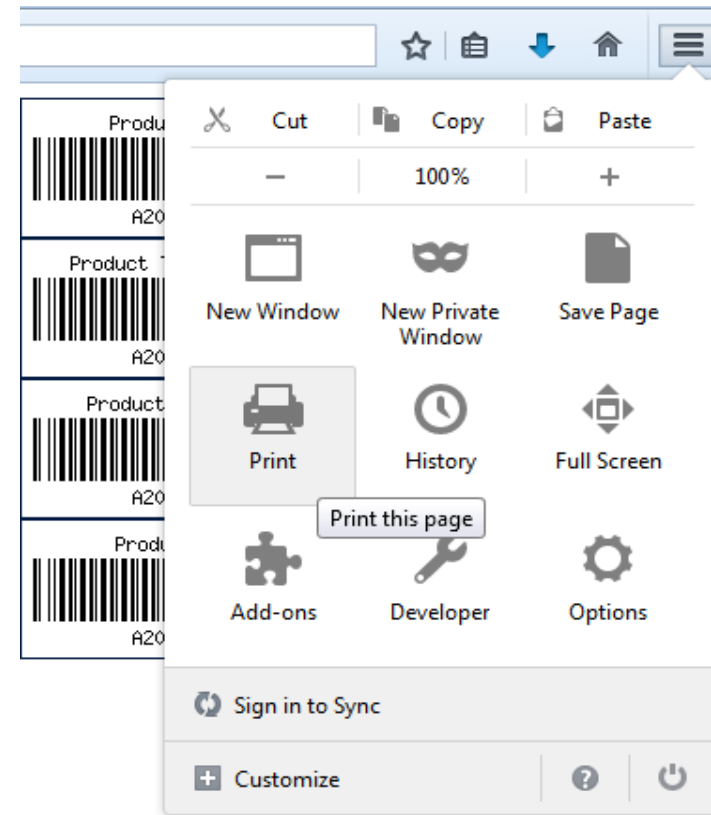 Cut Copy Paste
100%
Produ
A20
Product
A20
Product
A20
Produ
A20
New Window New Private Save Page
Window
Print History Full Screen
Print this page
Add-ons Developer Options
Sign in to Sync
Customize